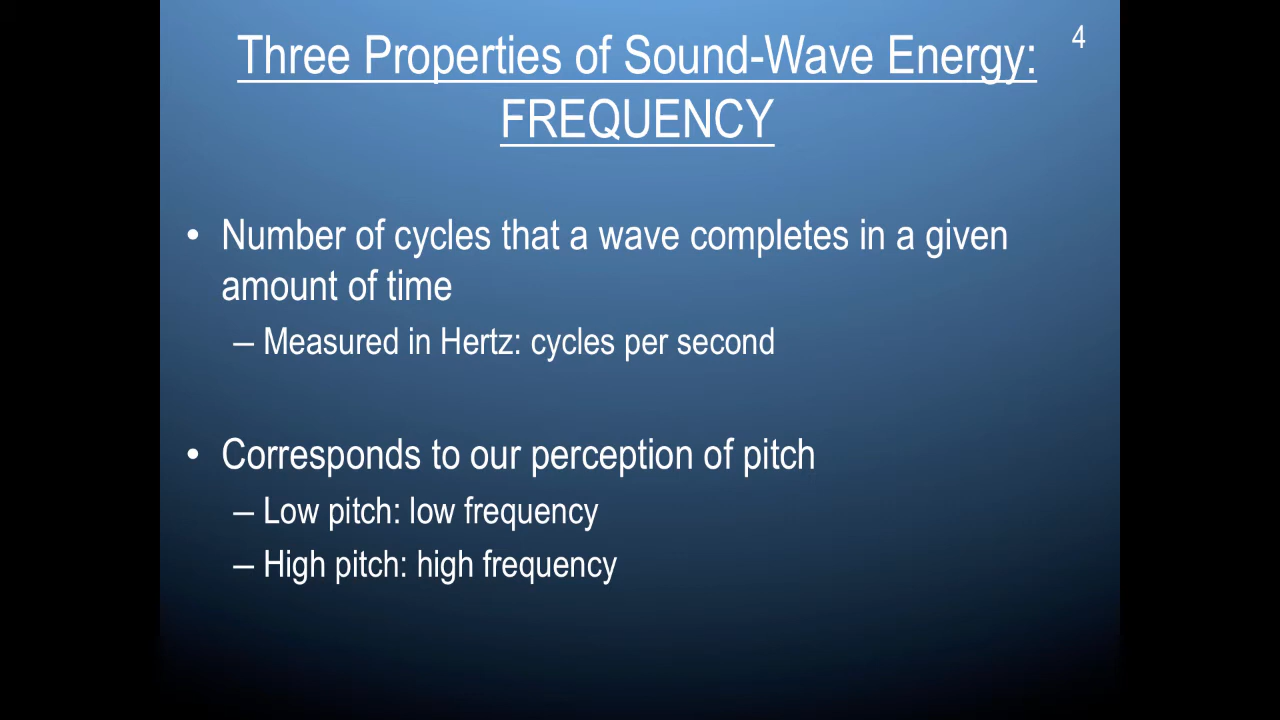 Three Properties of Sound-Wave Energy:
4
FREQUENCY
• Number of cycles that a wave completes in a given
amount of time
– Measured in Hertz: cycles per second
• Corresponds to our perception of pitch
– Low pitch: low frequency
– High pitch: high frequency